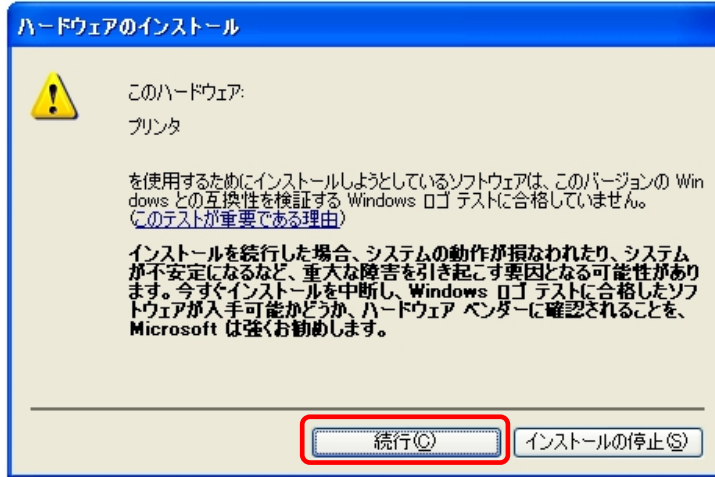 ハードウェアのインストール
このハードウェア:
プリンタ
を使用するためにインストールしようとしているソフトウェアは、このバージョンの Win
dows との互換性を検証する Windows ロゴ テストに合格していません。
(このテストが重要である理由)
インストールを続行した場合、システムの動作が損なわれたり、システム
が不安定になるなど、重大な障害を引き起こす要因となる可能性があり
ます。今すぐインストールを中断し、Windows ロゴ テストに合格したソフ
トウェアが入手可能かどうか、ハードウェア ベンダーに確認されることを、
Microsoft は強くお勧めします。
続行(C)
インストールの停止(S)